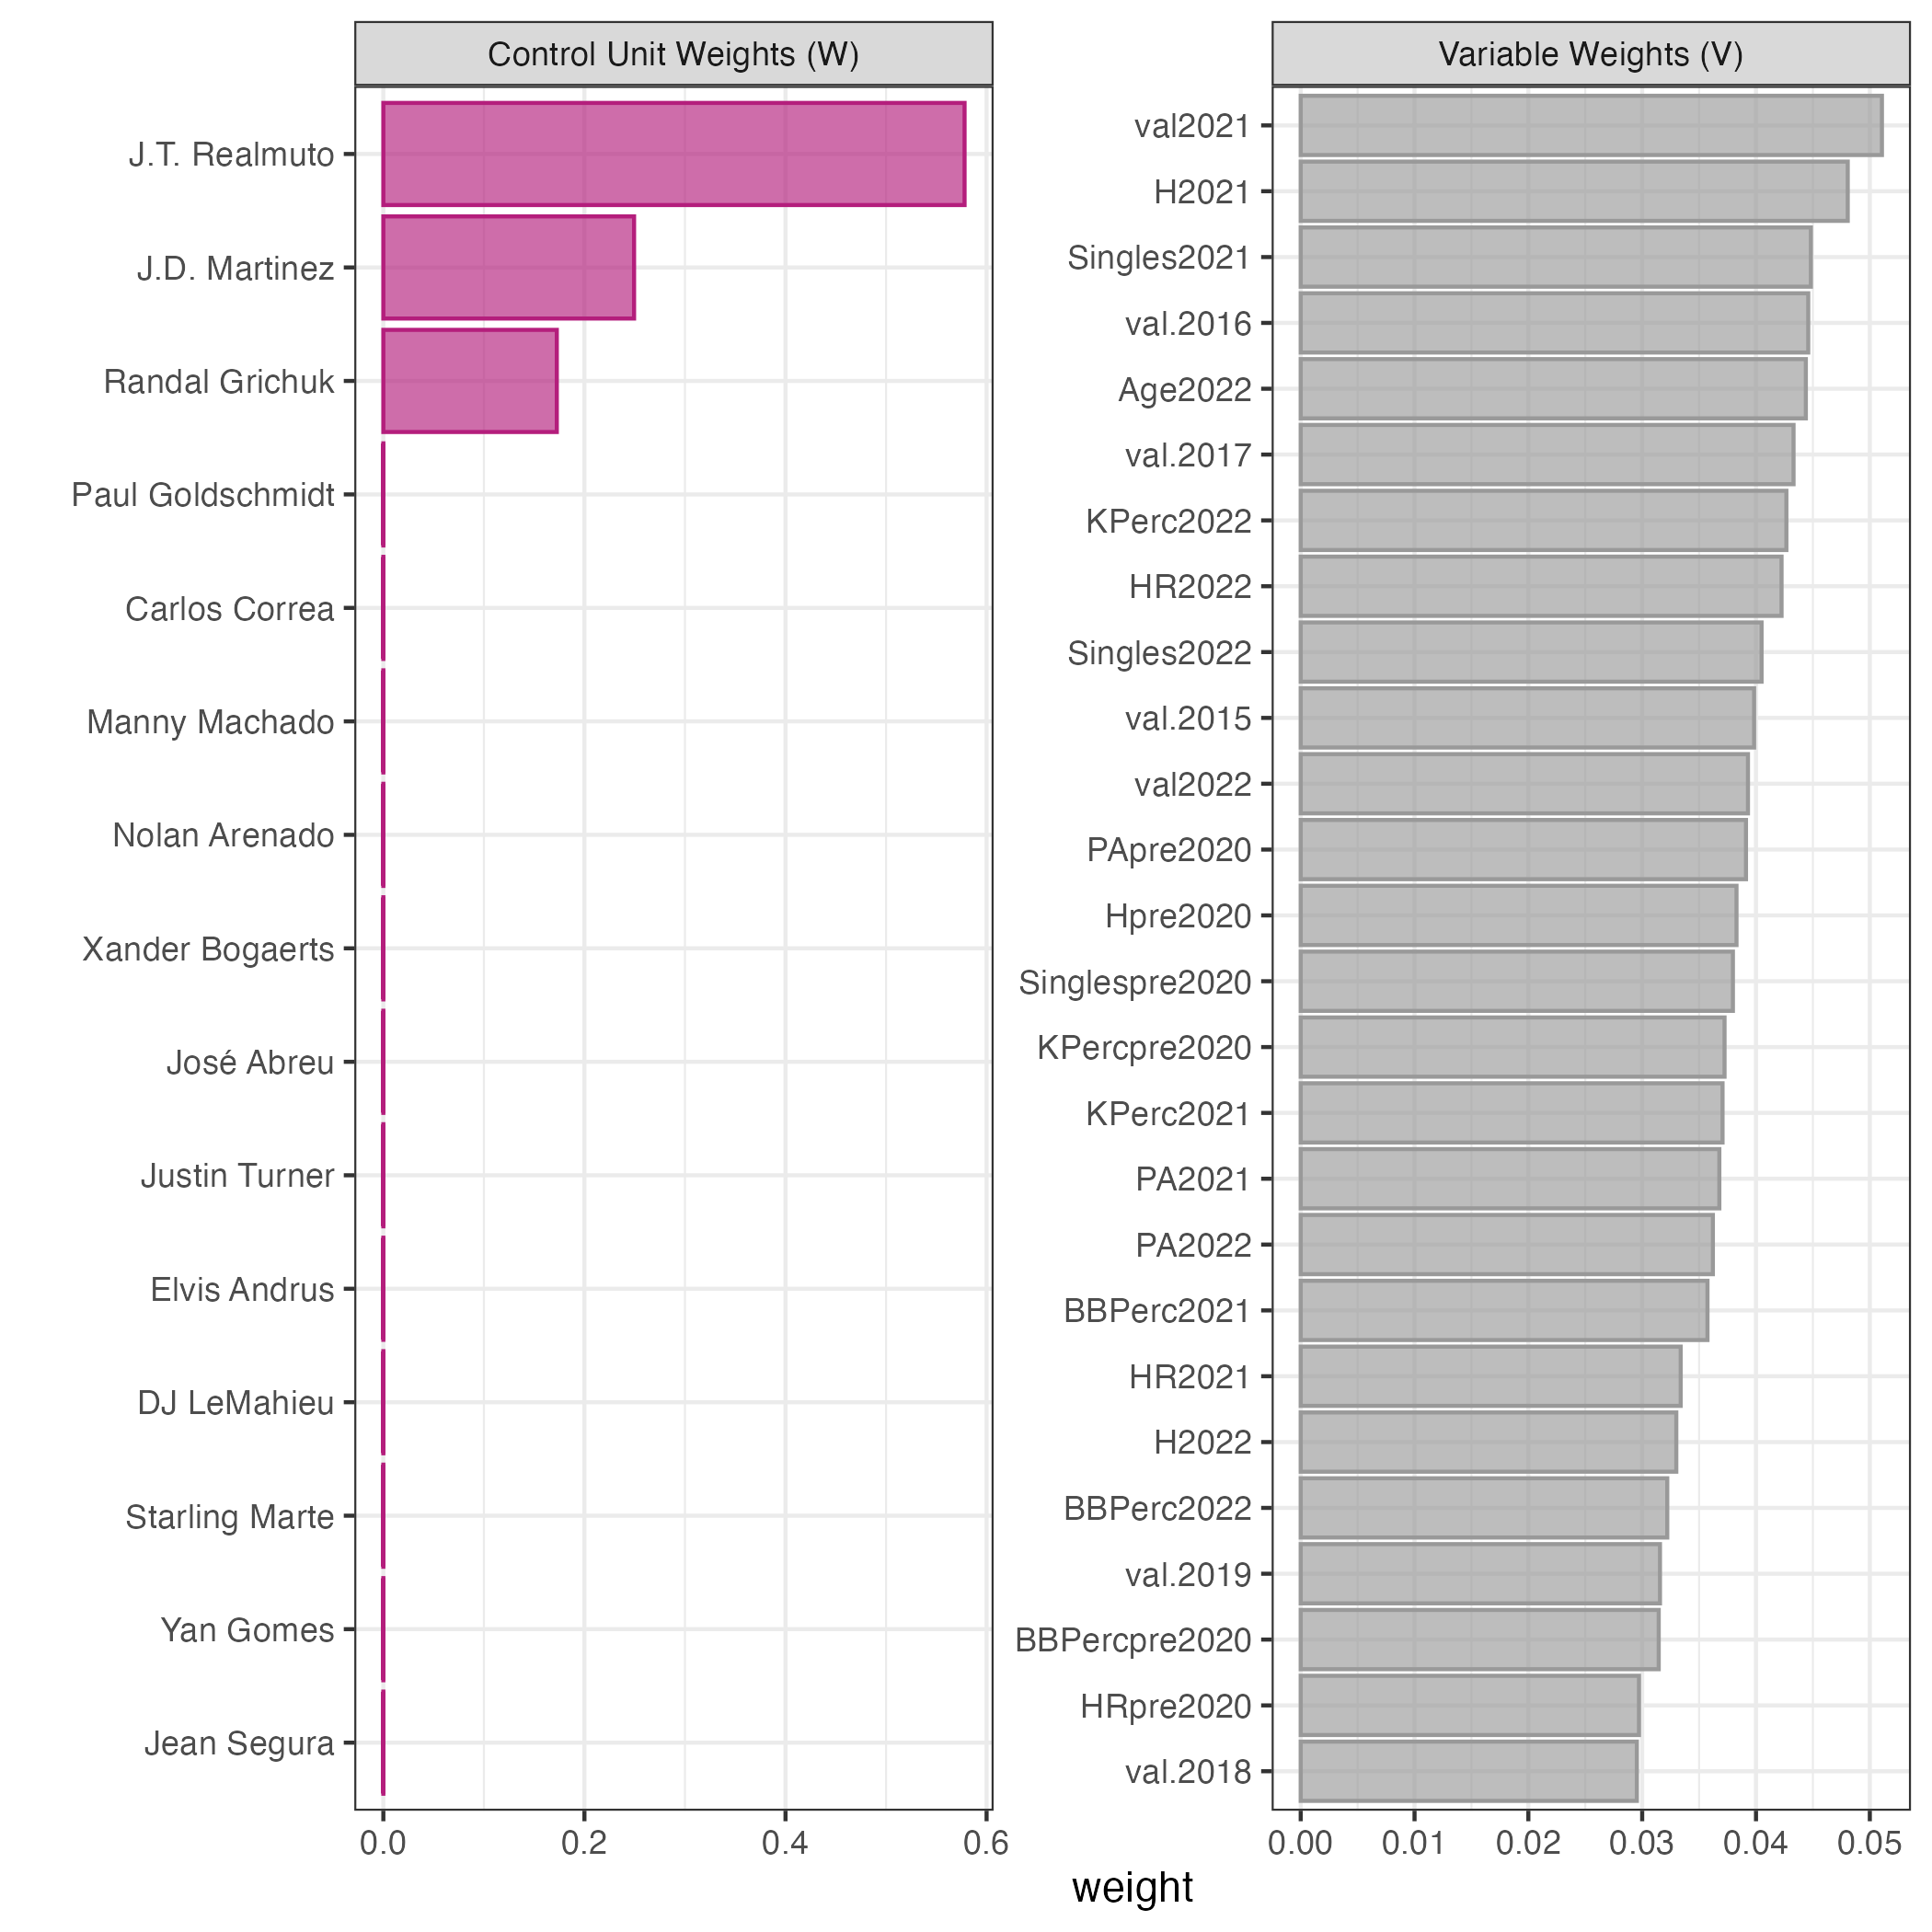 Control Unit Weights (W)
J.T. Realmuto
J.D. Martinez
Randal Grichuk
Paul Goldschmidt
Carlos Correa
Manny Machado
Nolan Arenado
Xander Bogaerts
José Abreu
Justin Turner
Elvis Andrus
DJ LeMahieu
Starling Marte
Yan Gomes
Jean Segura
0.0 0.2 0.4 0.6
Variable Weights (V)
val2021
H2021
Singles2021
val.2016
Age2022
val.2017
KPerc2022
HR2022
Singles2022
val.2015
val2022
PApre2020
Hpre2020
Singlespre2020
KPercpre2020
KPerc2021
PA2021
PA2022
BBPerc2021
HR2021
H2022
BBPerc2022
val.2019
BBPercpre2020
HRpre2020
val.2018
0.00 0.01 0.02 0.03 0.04 0.05
weight